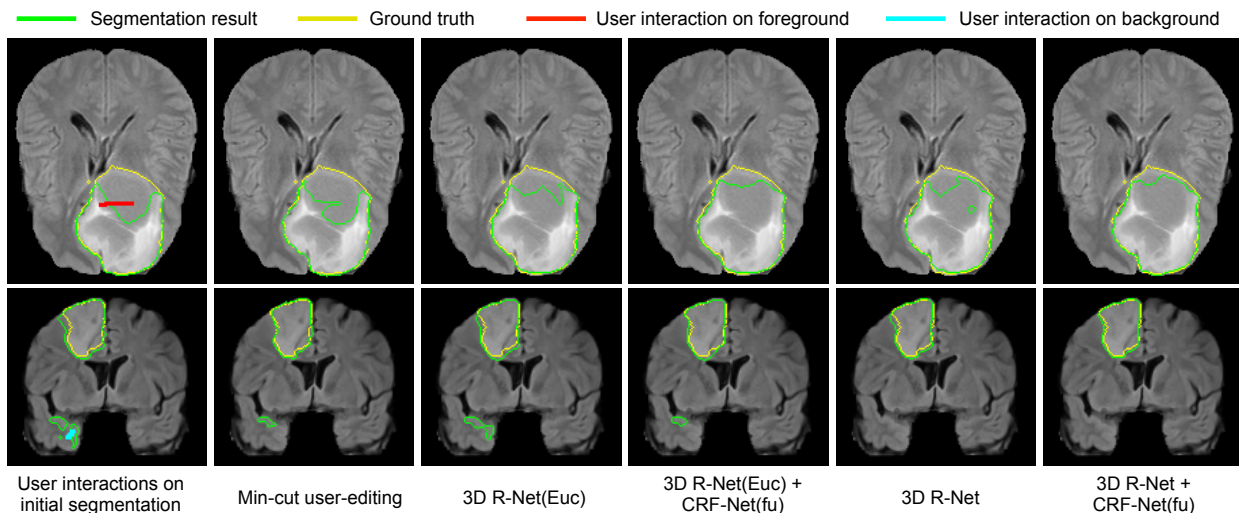 Segmentation result
Ground truth
User interaction on foreground
User interaction on background
User interactions on
initial segmentation
Min-cut user-editing
3D R-Net(Euc)
3D R-Net(Euc) +
CRF-Net(fu)
3D R-Net
3D R-Net +
CRF-Net(fu)